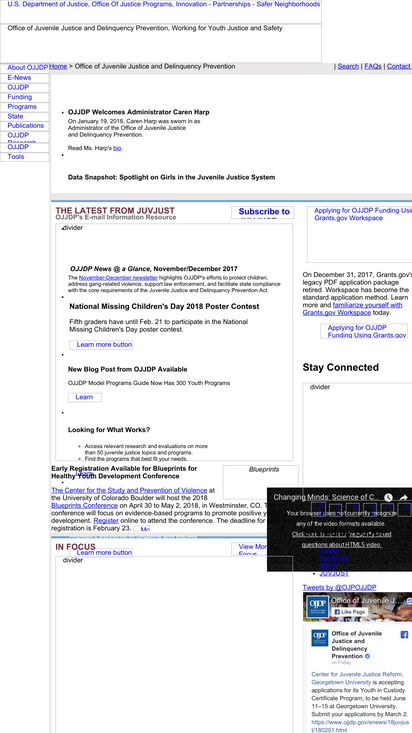 U.S. Department of Justice, Office Of Justice Programs, Innovation - Partnerships - Safer Neighborhoods
Office of Juvenile Justice and Delinquency Prevention, Working for Youth and Safety
Home > Office of Juvenile Justice and Delinquency Prevention
| Search | FAQs | Contact
About OJJDP
E-News
OJJDP
Funding
Programs
State
Publications
OJJDP
OJJDP
Tools
OJJDP Welcomes Administrator Caren Harp
On January 19, 2018, Caren Harp was sworn in as
Administrator of the Office of Juvenile Justice
and Delinquency Prevention.
Read Ms. Harp's bio.
Data Snapshot: Spotlight on Girls in the Juvenile Justice System
THE LATEST FROM JUVJUST
OJJDP's E-mail Information Resource
Subscribe to
divider
OJJDP News @ a Glance, November/December 2017
The November/December newsletter highlights OJJDP's efforts to protect children,
address gang-related violence, support law enforcement, and facilitate state compliance
with the core requirements of the Juvenile Justice and Delinquency Prevention Act.
National Missing Children's Day 2018 Poster Contest
Fifth graders have until Feb. 21 to participate in the National
Missing Children's Day poster contest.
Learn more button
New Blog Post from OJJDP Available
OJJDP Model Programs Guide Now Has 300 Youth Programs
Learn
Looking for What Works?
Access relevant research and evaluations on more
than 50 juvenile justice topics and programs.
Find the programs that best fit your needs.
Early Registration Available for Blueprints for
Healthy Youth Development Conference
Blueprints
The Center for the Study and Prevention of Violence at
the University of Colorado Boulder will host the 2018
Blueprints Conference on April 30 to May 2, 2018, in Westminster, CO. T
conference will focus on evidence-based programs to promote positive y
development. Register online to attend the conference. The deadline for
registration is February 23.
IN FOCUS
Learn more button
View Mor
divider
Applying for OJJDP Funding Usi
Grants.gov Workspace
On December 31, 2017, Grants.gov's
legacy PDF application package
retired. Workspace has become the
standard application method. Learn
more and familiarize yourself with
Grants.gov Workspace today.
Applying for OJJDP
Funding Using Grants.gov
Stay Connected
divider
Changing Minds: Science of C...
Your browser does not currently recognize
any of the video formats available.
Click here to visit our frequently asked
questions about HTML5 video.
JUVJUST
Tweets by @OJPOJJDP
Office of Juvenile J...
Like Page
Office of Juvenile
Justice and
Delinquency
Prevention
on Friday
Center for Juvenile Justice Reform,
Georgetown University is accepting
applications for its Youth in Custody
Certificate Program, to be held June
11–15 at Georgetown University.
Submit your applications by March 2.
https://www.ojjdp.gov/enews/18juvjus
t/180201.html